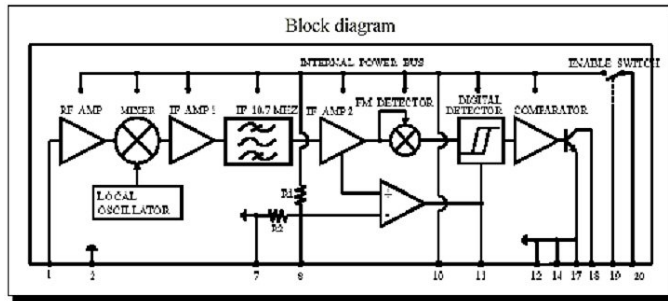 Block diagram
INTERNAL POWER BUS
ENABLE SWITCH
RF AMP
MIXER
IF AMP 1
IF 10.7 MHZ
IF AMP 2
FM DETECTOR
DIGITAL
DETECTOR
COMPARATOR
LOCAL
OSCILLATOR
R1
R2
+
-
1 2 7 8 10 11 12 14 17 18 19 20